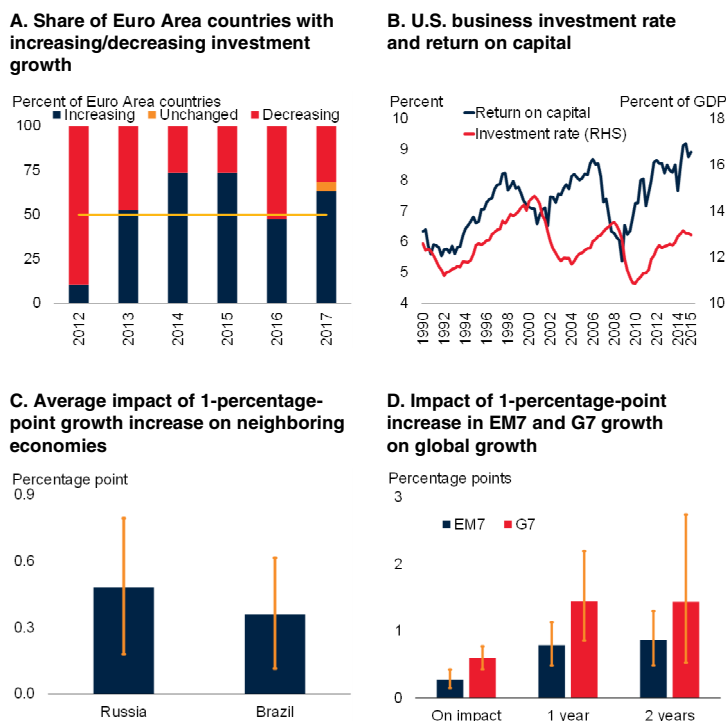 A. Share of Euro Area countries with
increasing/decreasing investment
growth
Percent of Euro Area countries
Increasing Unchanged Decreasing
100
75
50
25
0
2012 2013 2014 2015 2016 2017
B. U.S. business investment rate
and return on capital
Percent Percent of GDP
Return on capital
Investment rate (RHS)
10 18
9 16
8
7 14
6
5 12
4 10
1990 1992 1994 1996 1998 2000 2002 2004 2006 2008 2010 2012 2014 2015
C. Average impact of 1-percentage-
point growth increase on neighboring
economies
Percentage point
0.9
0.6
0.3
0.0
Russia Brazil
D. Impact of 1-percentage-point
increase in EM7 and G7 growth
on global growth
Percentage points
3
EM7 G7
2
1
0
On impact 1 year 2 years